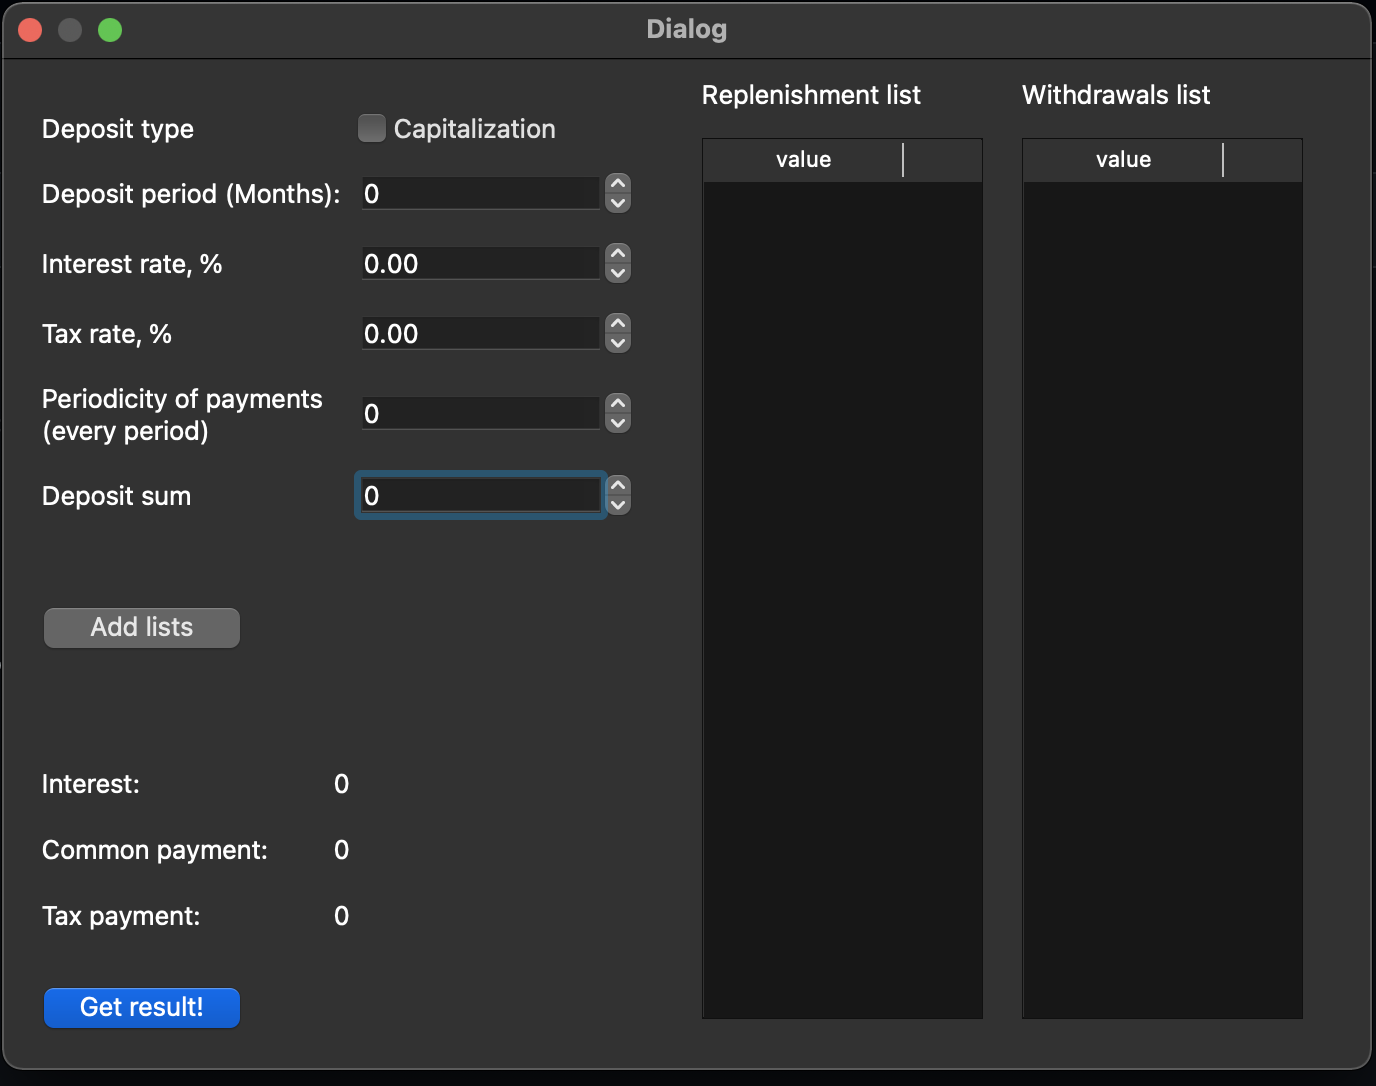 Dialog
Deposit type
Capitalization
Deposit period (Months):
0
Interest rate, %
0.00
Tax rate, %
0.00
Periodicity of payments
(every period)
0
Deposit sum
0
Add lists
Interest:
0
Common payment:
0
Tax payment:
0
Get result!
Replenishment list
value
Withdrawals list
value